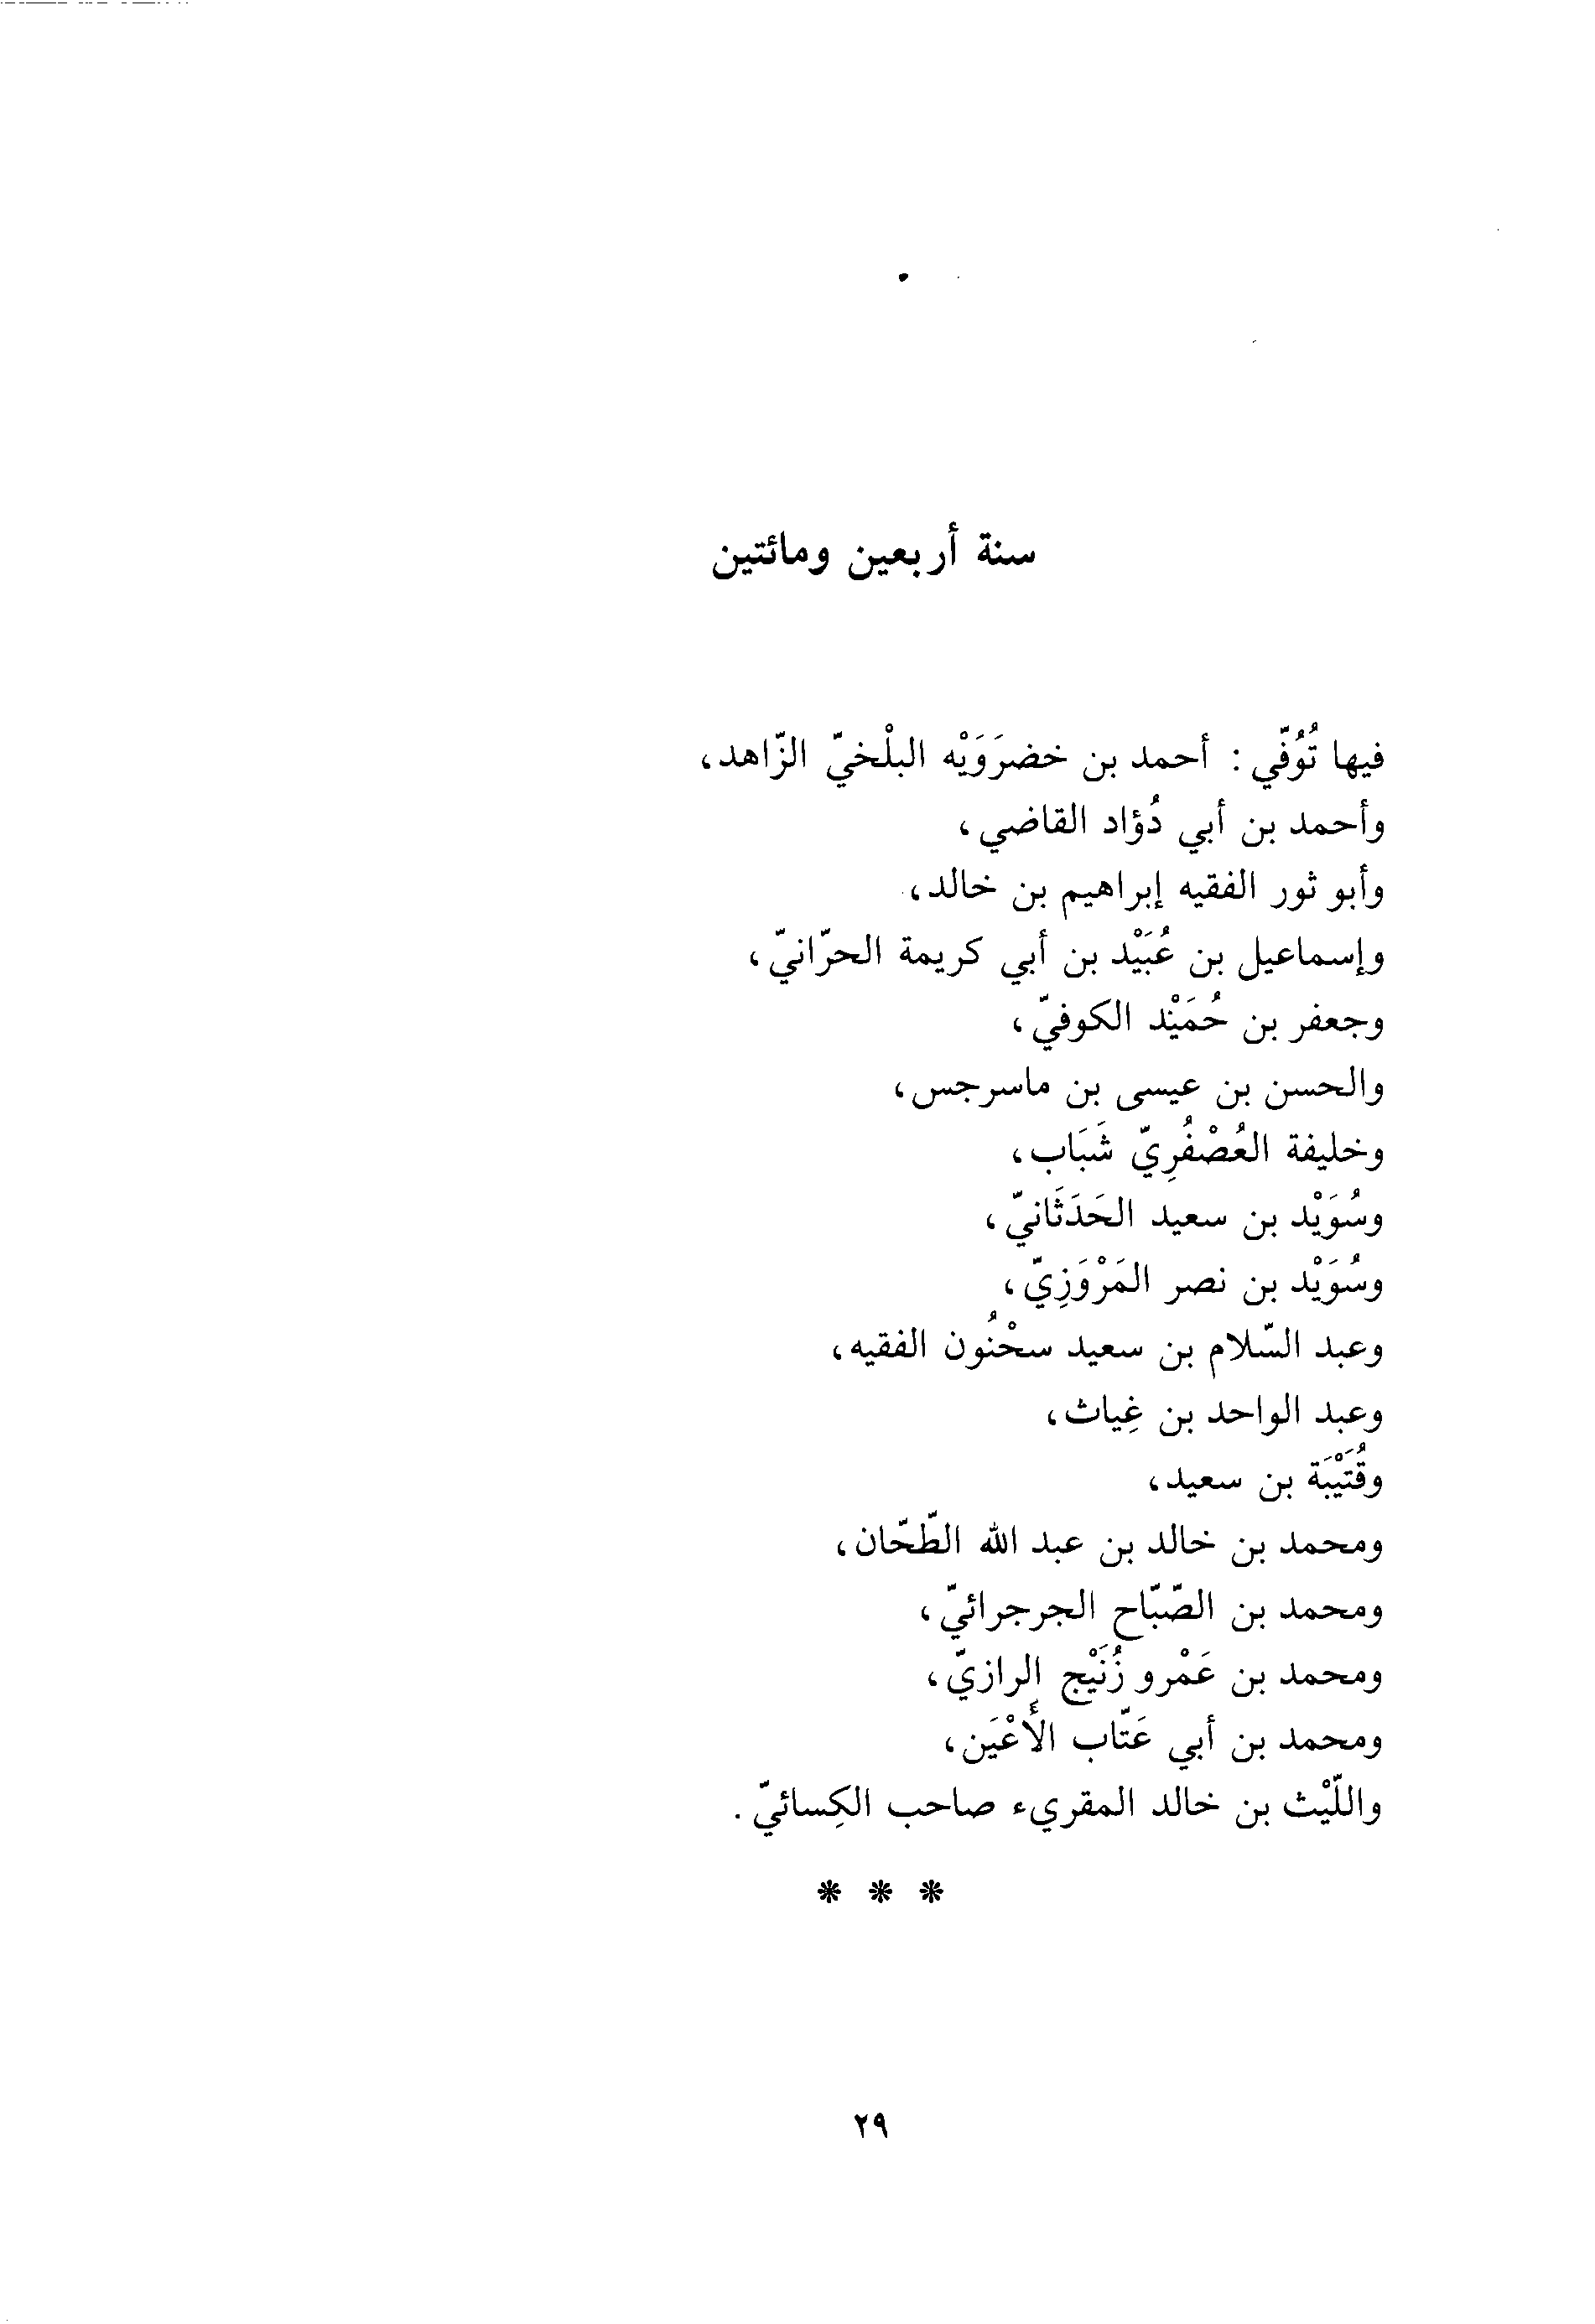 سنة أربعين ومائتين
فيها تُوُفّي : أحمد بن خضرَوَيْه البلْخيّ الزّاهد،
وأحمد بن أبي دُؤاد القاضي،
وأبو ثور الفقيه إبراهيم بن خالد،
وإسماعيل بن عُبَيْد بن أبي كريمة الحرّانيّ،
وجعفر بن حُمَيْد الكوفيّ،
والحسن بن عيسى بن ماسرجس،
وخليفة العُصْفُرِيّ شَبَاب،
وسُوَيْد بن سعيد الحَدَثَانيّ،
وسُوَيْد بن نصر المَرْوَزِيّ،
وعبد السّلام بن سعيد سحْنُون الفقيه،
وعبد الواحد بن غِياث،
وقُتَيْبَة بن سعيد،
ومحمد بن خالد بن عبد الله الطّحّان،
ومحمد بن الصّبّاح الجرجرائيّ،
ومحمد بن عَمْرو زُنَيْج الرازيّ،
ومحمد بن أبي عَتّاب الأَعْيَن،
واللّيْث بن خالد المقريء صاحب الكِسائيّ .
* * *
٢٩